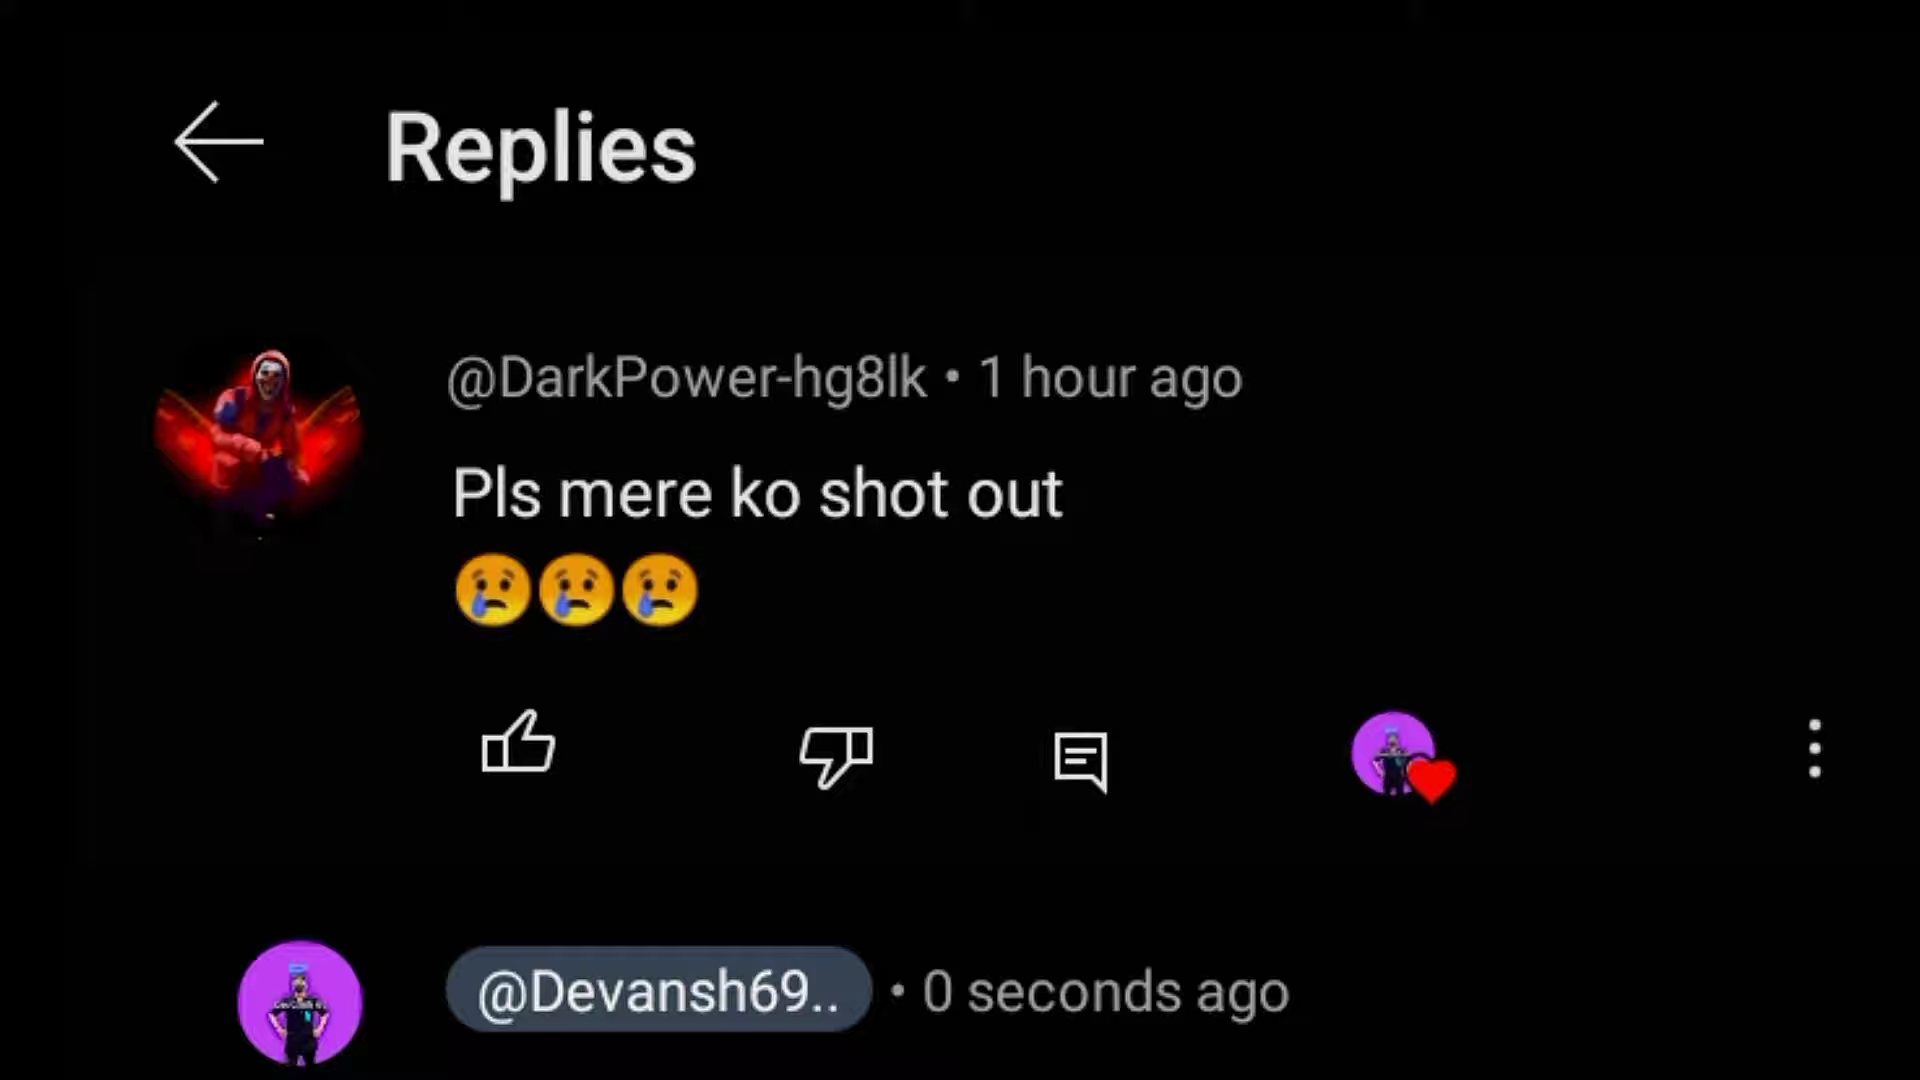 Replies
@DarkPower-hg8lk • 1 hour ago
Pls mere ko shot out
😢😢😢
@Devansh69.. • 0 seconds ago